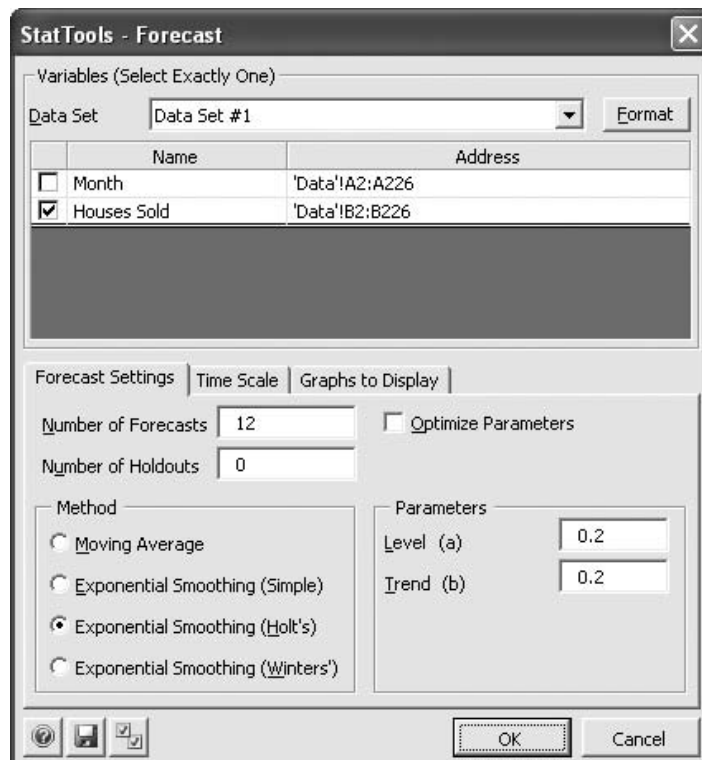 StatTools - Forecast
Variables (Select Exactly One)
Data Set Data Set #1 Format
Name Address
Month 'Data'!A2:A226
Houses Sold 'Data'!B2:B226
Forecast Settings Time Scale Graphs to Display
Number of Forecasts 12 Optimize Parameters
Number of Holdouts 0
Method Parameters
Moving Average Level (a) 0.2
Exponential Smoothing (Simple) Trend (b) 0.2
Exponential Smoothing (Holt's)
Exponential Smoothing (Winters')
OK Cancel